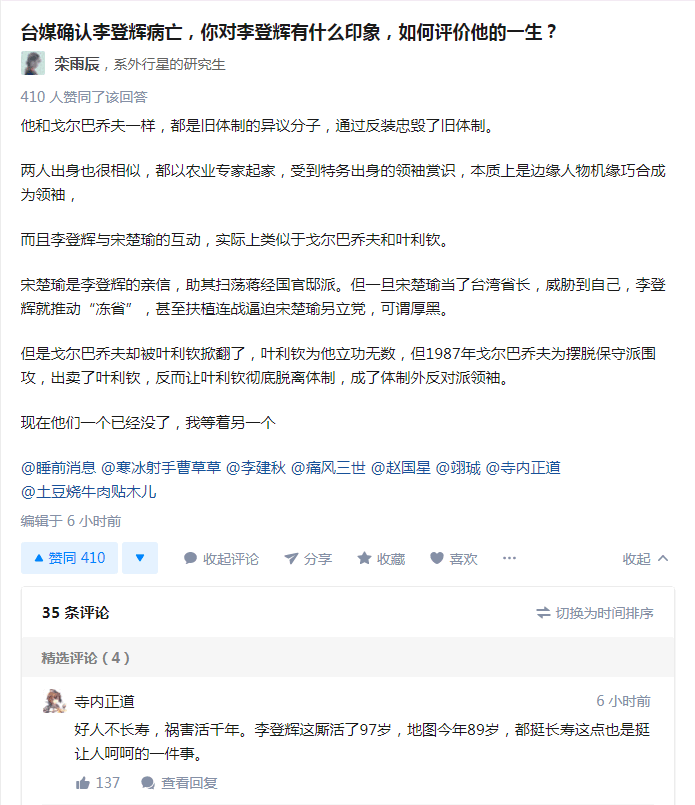 台媒确认李登辉病亡，你对李登辉有什么印象，如何评价他的一生？
栾雨辰，系外行星的研究生
410 人赞同了该回答
他和戈尔巴乔夫一样，都是旧体制的异议分子，通过反装忠毁了旧体制。
两人出身也很相似，都以农业专家起家，受到特务出身的领袖赏识，本质上是边缘人物机缘巧合成
为领袖，
而且李登辉与宋楚瑜的互动，实际上类似于戈尔巴乔夫和叶利钦。
宋楚瑜是李登辉的亲信，助其扫荡蒋经国官邸派。但一旦宋楚瑜当了台湾省长，威胁到自己，李登
辉就推动“冻省”，甚至扶植连战逼迫宋楚瑜另立党，可谓厚黑。
但是戈尔巴乔夫却被叶利钦掀翻了，叶利钦为他立功无数，但1987年戈尔巴乔夫为摆脱保守派围
攻，出卖了叶利钦，反而让叶利钦彻底脱离体制，成了体制外反对派领袖。
现在他们一个已经没了，我等着另一个
@睡前消息 @寒冰射手曹草草 @李建秋 @痛风三世 @赵国星 @翊珹 @寺内正道
@土豆烧牛肉贴木儿
编辑于 6 小时前
赞同 410 收起评论 分享 收藏 喜欢 ··· 收起
35 条评论 切换为时间排序
精选评论（4）
寺内正道 6 小时前
好人不长寿，祸害活千年。李登辉这厮活了97岁，地图今年89岁，都挺长寿这点也是挺
让人呵呵的一件事。
137 查看回复